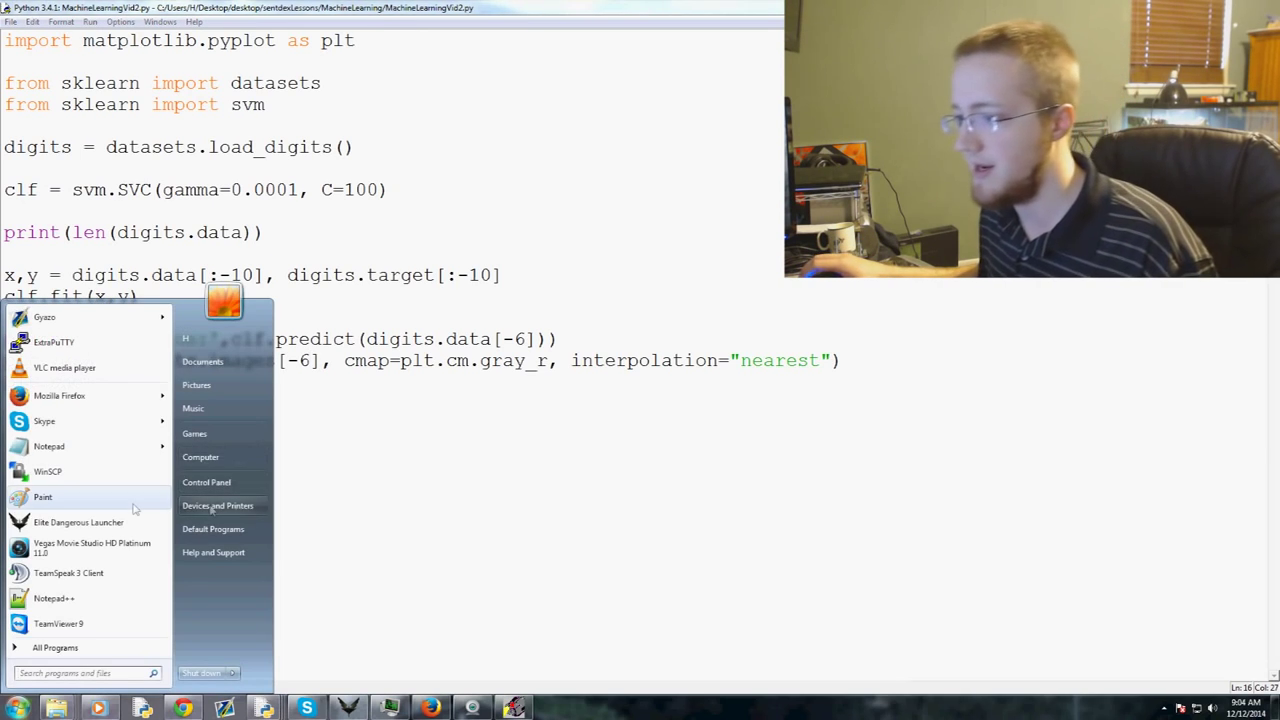 Python 3.4.1: MachineLearningVid2.py - C:/Users/H/Desktop/desktop/sentdexLessons/MachineLearning/MachineLearningVid2.py
File Edit Format Run Options Windows Help
import matplotlib.pyplot as plt
from sklearn import datasets
from sklearn import svm
digits = datasets.load_digits()
clf = svm.SVC(gamma=0.0001, C=100)
print(len(digits.data))
x,y = digits.data[:-10], digits.target[:-10]
clf.fit(x,y)
clf.predict(digits.data[-6]))
[-6], cmap=plt.cm.gray_r, interpolation="nearest")
Gyazo
ExtraPuTTY
VLC media player
Mozilla Firefox
Skype
Notepad
WinSCP
Paint
Elite Dangerous Launcher
Vegas Movie Studio HD Platinum
11.0
TeamSpeak 3 Client
Notepad++
TeamViewer 9
All Programs
Search programs and files
H
Documents
Pictures
Music
Games
Computer
Control Panel
Devices and Printers
Default Programs
Help and Support
Shut down
Ln: 16 Col: 27
9:04 AM
12/12/2014